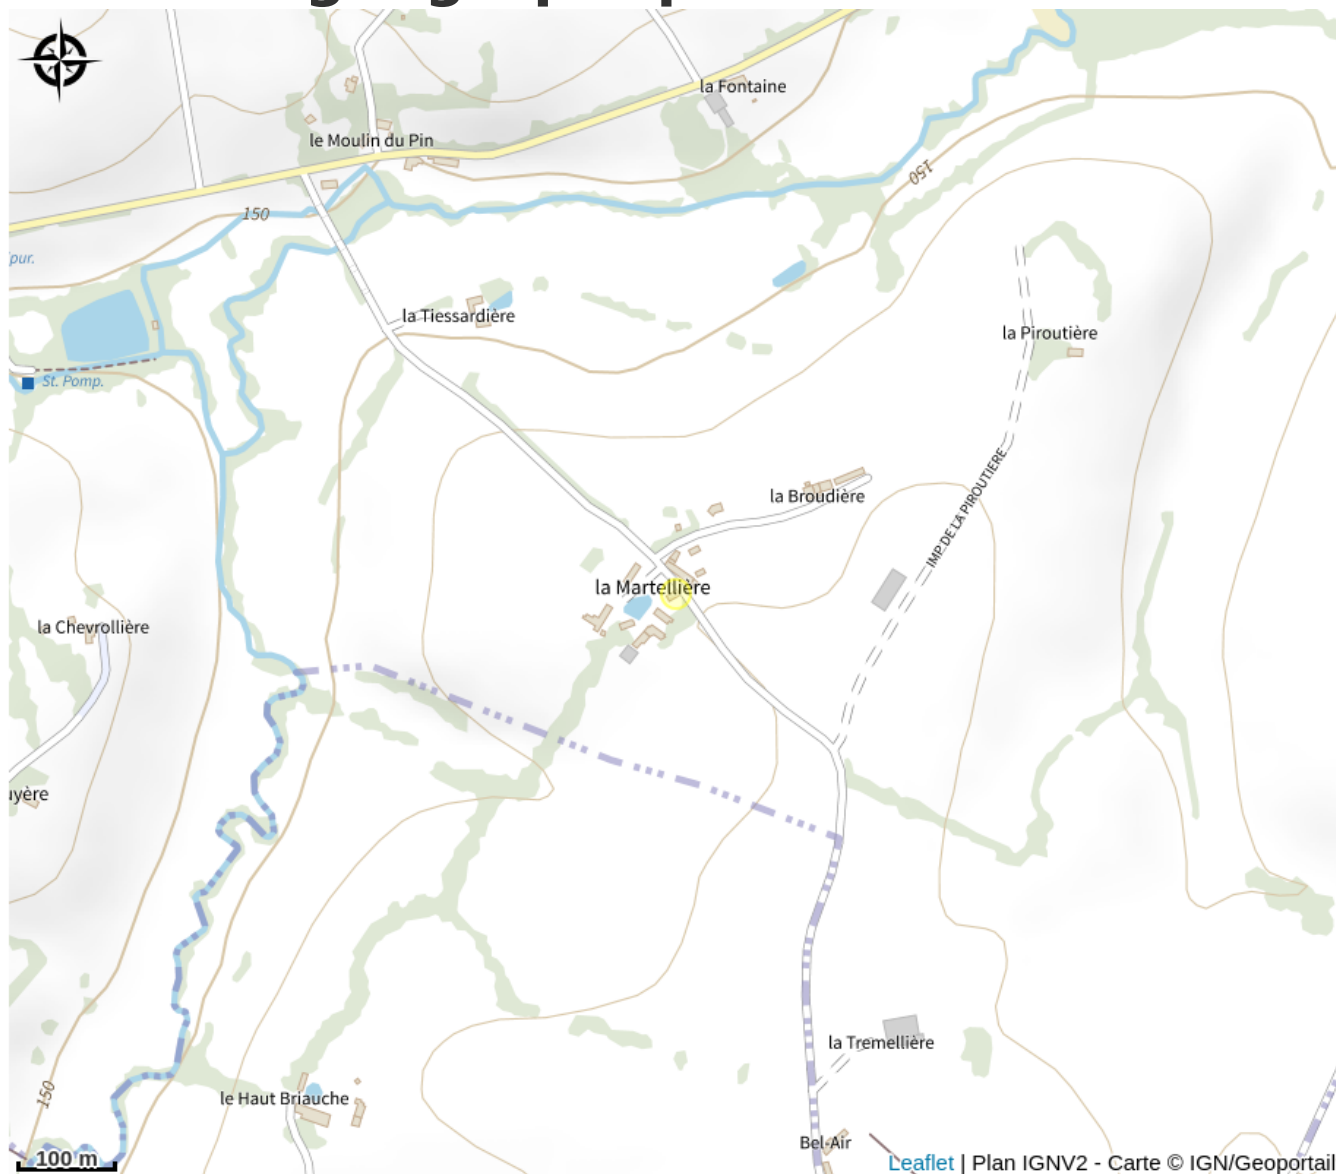 la Fontaine
le Moulin du Pin
150
150
pur.
la Tiessardière
la Piroutière
St. Pomp.
la Broudière
IMP DE LA PIROUTIERE
la Martellière
la Chevrollière
uyère
la Tremellière
le Haut Briauche
150
Bel-Air
100 m
Leaflet | Plan IGNV2 - Carte © IGN/Geoportail